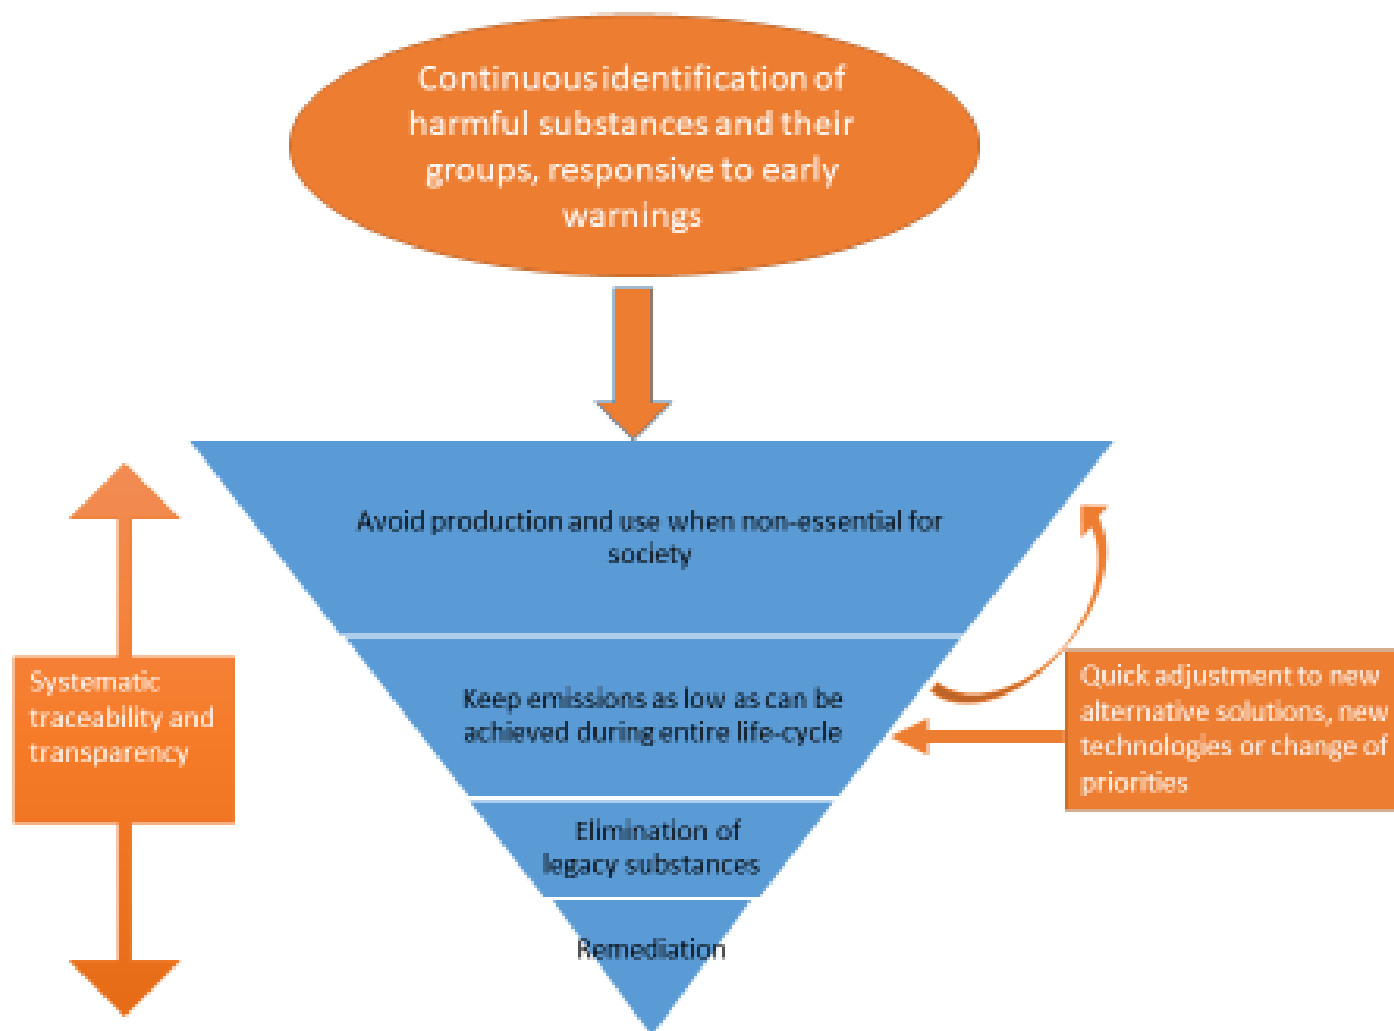 Continuous identification of
harmful substances and their
groups, responsive to early
warnings
Avoid production and use when non-essential for
society
Systematic
traceability and
transparency
Keep emissions as low as can be
achieved during entire life-cycle
Quick adjustment to new
alternative solutions, new
technologies or change of
priorities
Elimination of
legacy substances
Remediation